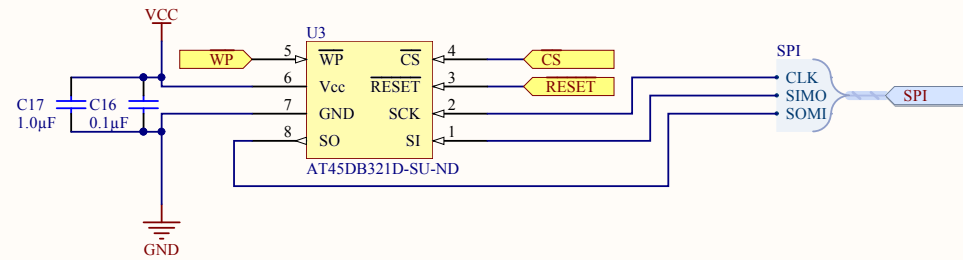 VCC
U3
WP 5 WP CS 4 CS
6 Vcc RESET 3 RESET
7 GND SCK 2
8 SO SI 1
AT45DB321D-SU-ND
C17 C16
1.0µF 0.1µF
GND
SPI
CLK
SIMO SPI
SOMI